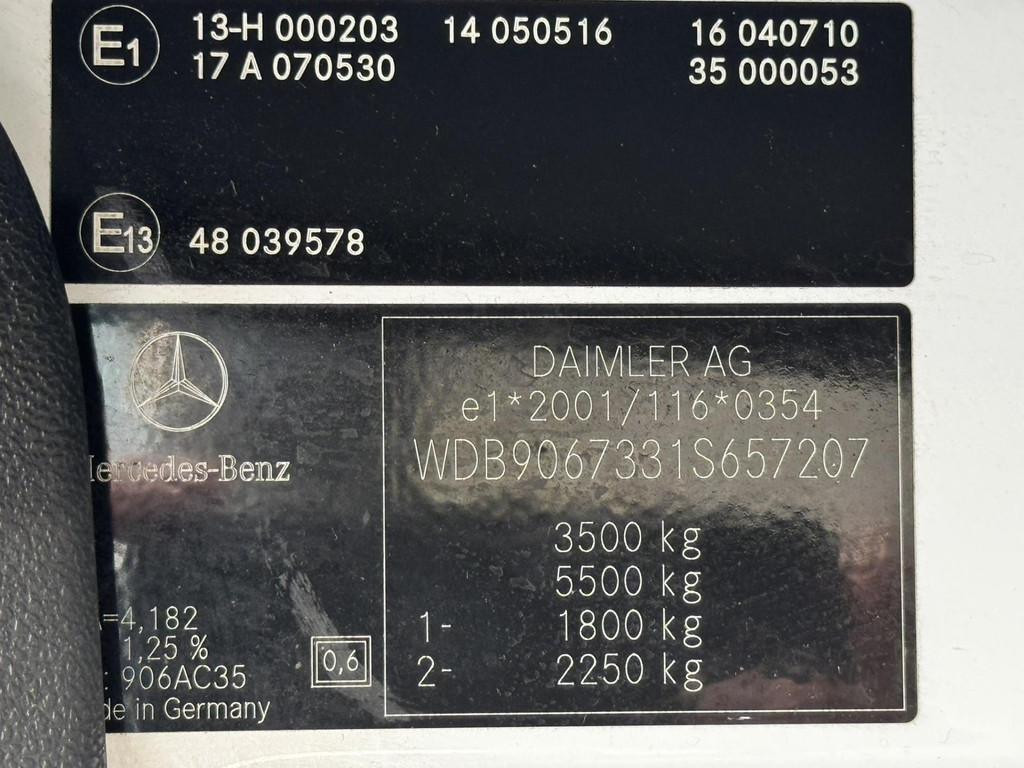 E1 13-H 000203 14 050516 16 040710
17 A 070530 35 000053
E13 48 039578
Mercedes-Benz
DAIMLER AG
e1*2001/116*0354
WDB9067331S657207
3500 kg
5500 kg
1- 1800 kg
2- 2250 kg
=4,182
1,25 %
: 906AC35
de in Germany
0,6